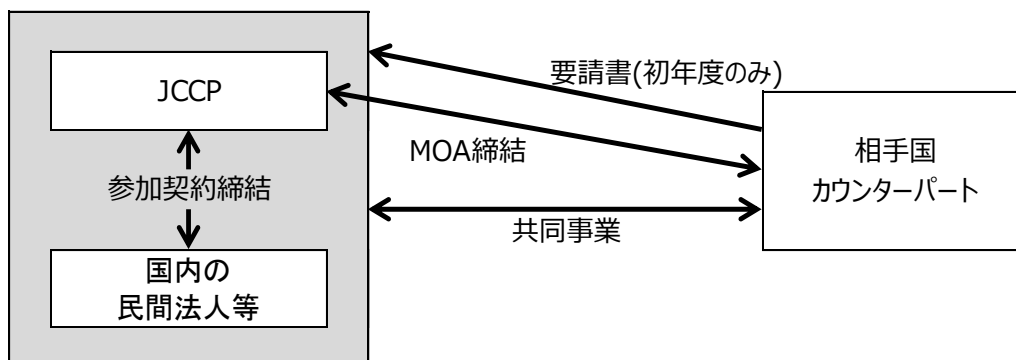 JCCP
参加契約締結
国内の
民間法人等
要請書(初年度のみ)
MOA締結
共同事業
相手国
カウンターパート